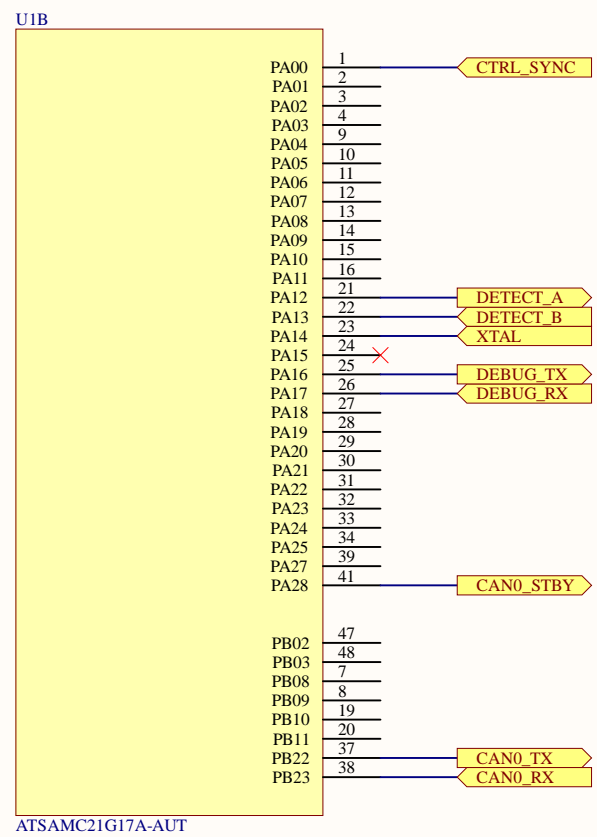 U1B
PA00 1 CTRL_SYNC
PA01 2
PA02 3
PA03 4
PA04 9
PA05 10
PA06 11
PA07 12
PA08 13
PA09 14
PA10 15
PA11 16
PA12 21 DETECT_A
PA13 22 DETECT_B
PA14 23 XTAL
PA15 24
PA16 25 DEBUG_TX
PA17 26 DEBUG_RX
PA18 27
PA19 28
PA20 29
PA21 30
PA22 31
PA23 32
PA24 33
PA25 34
PA27 39
PA28 41 CAN0_STBY
PB02 47
PB03 48
PB08 7
PB09 8
PB10 19
PB11 20
PB22 37 CAN0_TX
PB23 38 CAN0_RX
ATSAMC21G17A-AUT